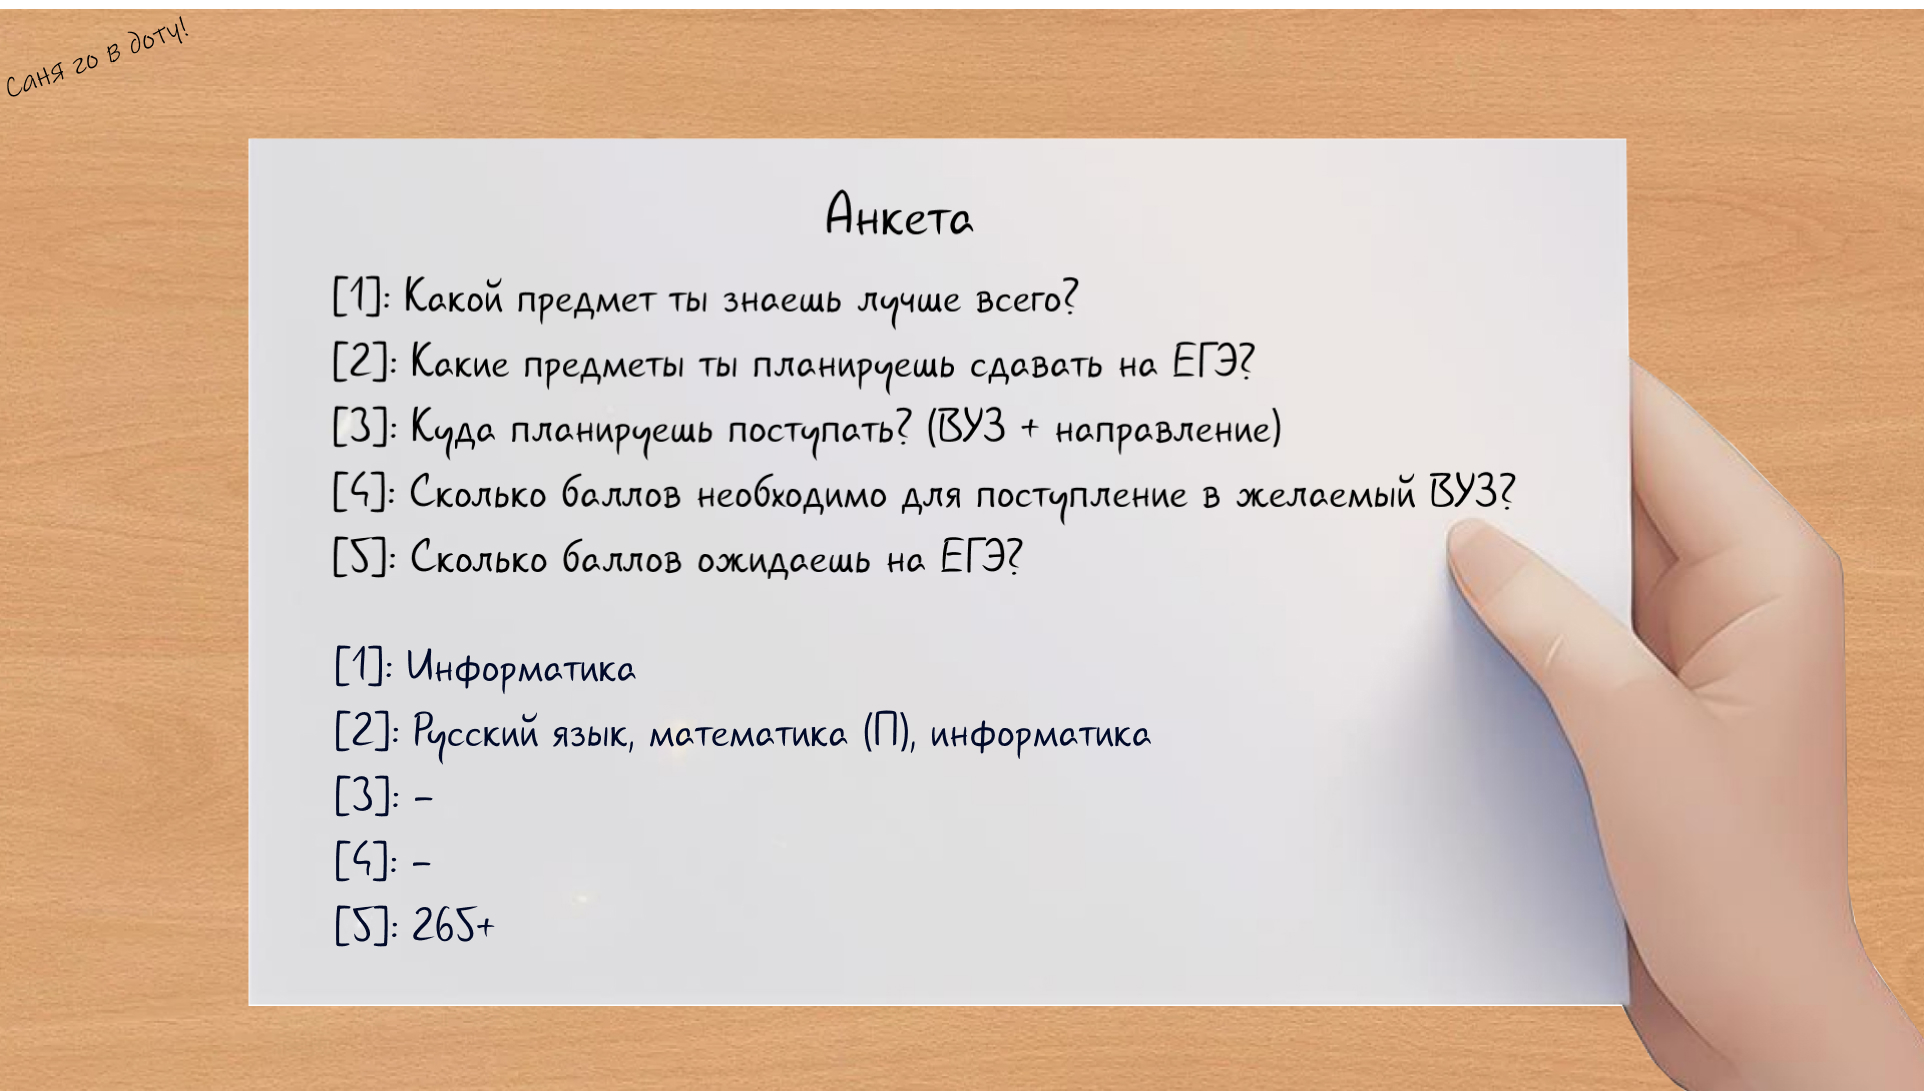 Саня го в доту!
Анкета
[1]: Какой предмет ты знаешь лучше всего?
[2]: Какие предметы ты планируешь сдавать на ЕГЭ?
[3]: Куда планируешь поступать? (ВУЗ + направление)
[4]: Сколько баллов необходимо для поступление в желаемый ВУЗ?
[5]: Сколько баллов ожидаешь на ЕГЭ?
[1]: Информатика
[2]: Русский язык, математика (П), информатика
[3]: –
[4]: –
[5]: 265+